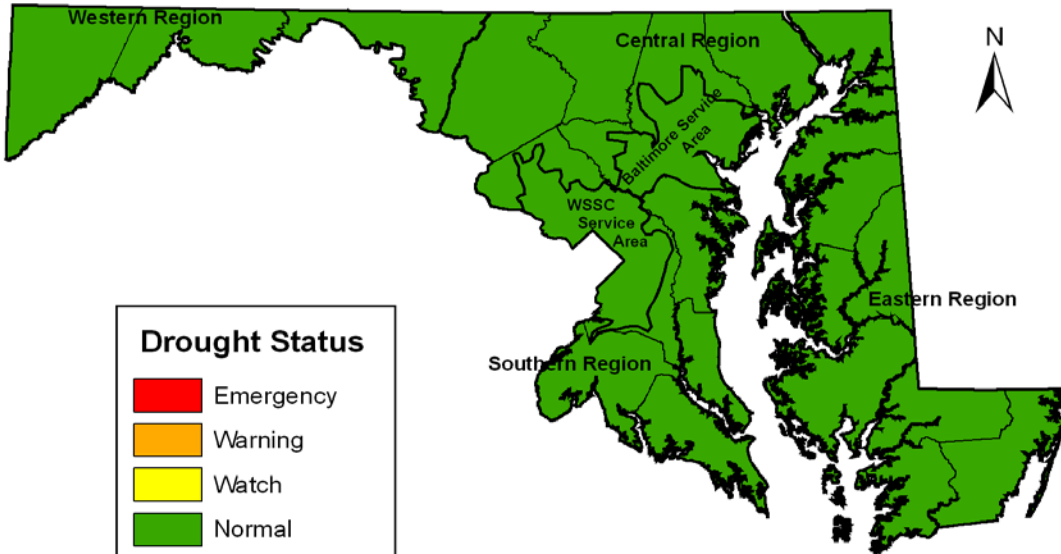 Western Region
Central Region
N
Baltimore Service
Area
WSSC
Service
Area
Eastern Region
Southern Region
Drought Status
Emergency
Warning
Watch
Normal